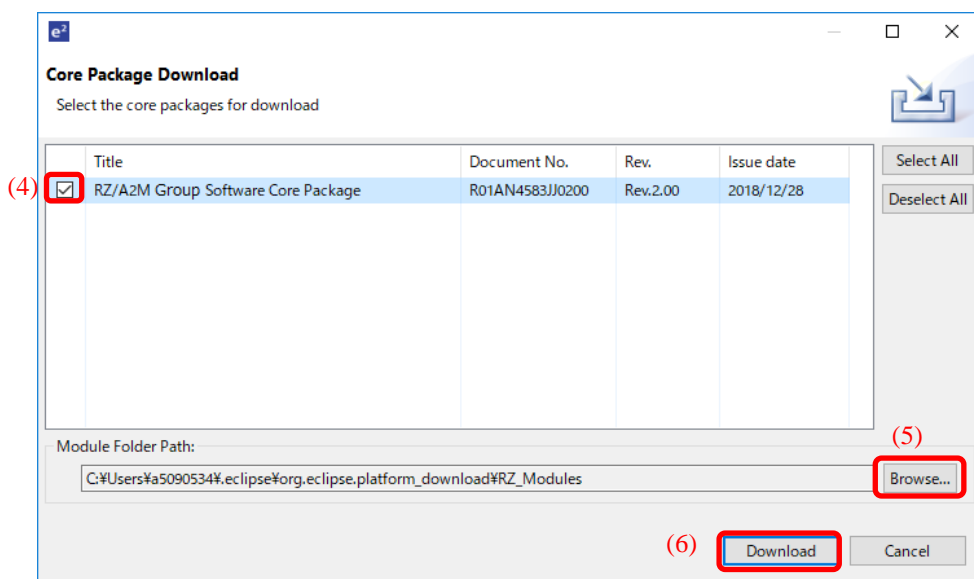 e²
Core Package Download
Select the core packages for download
Title Document No. Rev. Issue date Select All
(4) RZ/A2M Group Software Core Package R01AN4583JJ0200 Rev.2.00 2018/12/28
Deselect All
Module Folder Path:
(5)
C:¥Users¥a5090534¥.eclipse¥org.eclipse.platform_download¥RZ_Modules Browse...
(6) Download Cancel